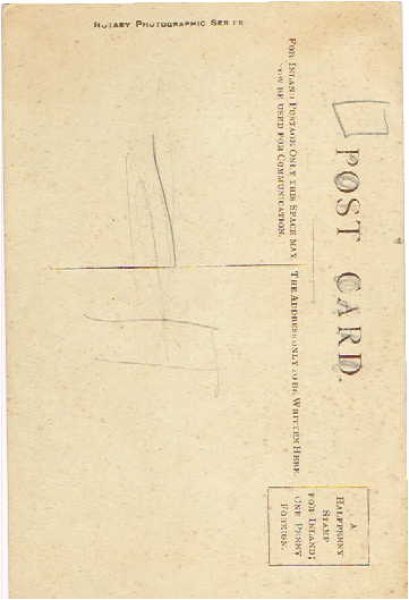 Rotary Photographic Series
POST CARD.
For Inland Postage Only this Space may
now be used for Communication.
The Address only to be Written Here.
A
Halfpenny
Stamp
for Inland;
One Penny
Foreign.